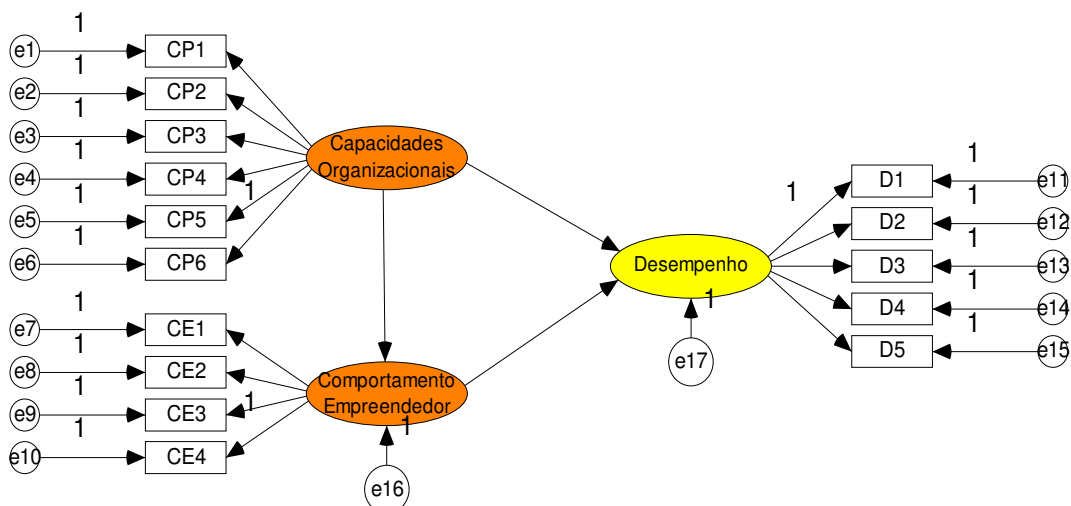 1
e1
CP1
1
e2
CP2
1
e3
CP3
1
e4
CP4
1
e5
CP5
1
1
e6
CP6
Capacidades
Organizacionais
1
e7
CE1
1
e8
CE2
1
e9
CE3
1
1
e10
CE4
Comportamento
Empreendedor
1
e16
Desempenho
1
e17
1
D1
1
e11
D2
1
e12
D3
1
e13
D4
1
e14
D5
1
e15